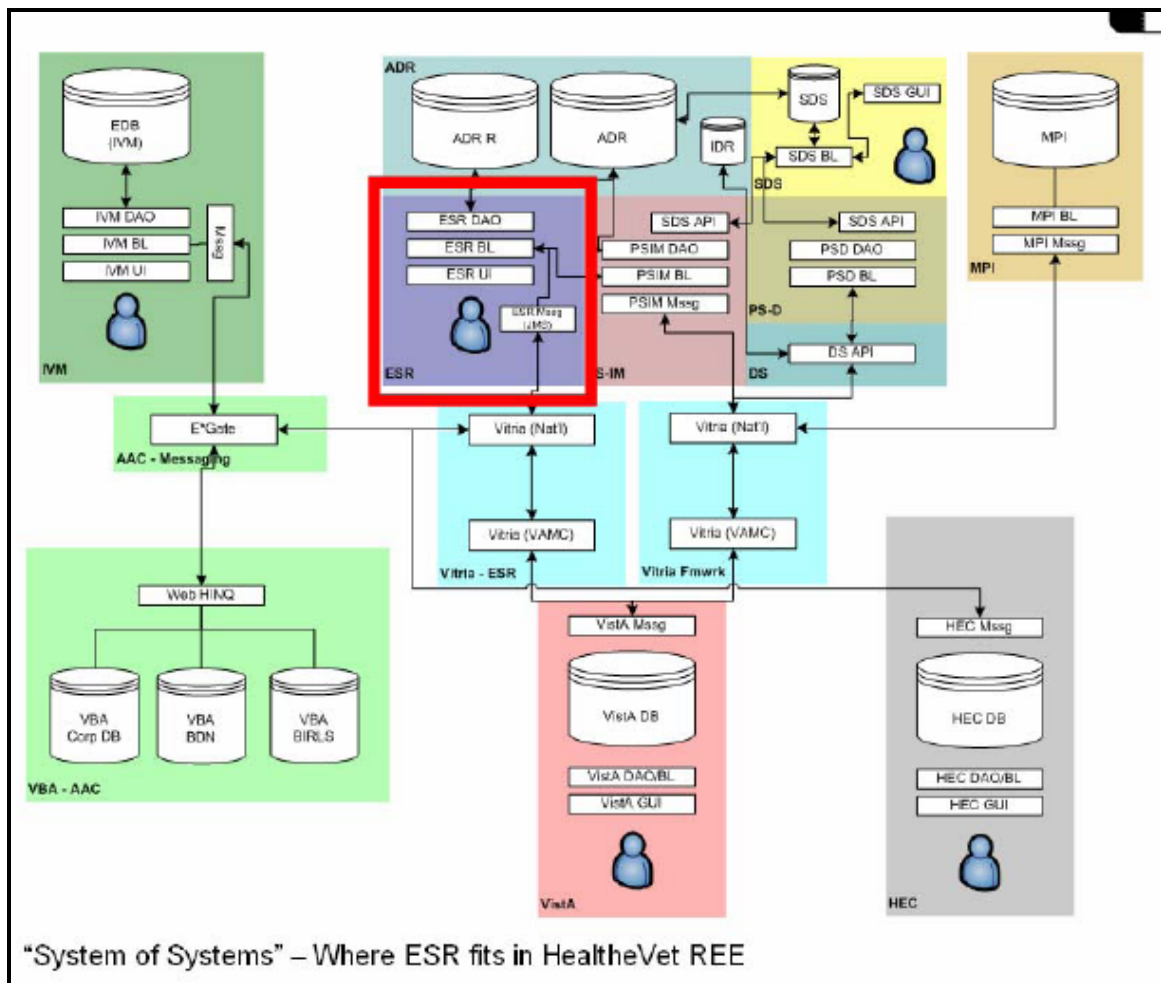 ADR
EDB
(IVM)
ADR R
ADR
IDR
SDS
SDS GUI
SDS BL
SDS
MPI
IVM DAO
IVM BL
IVM UI
Mssg
IVM
ESR DAO
ESR BL
ESR UI
ESR Mssg
(JMS)
ESR
SDS API
PSIM DAO
PSIM BL
PSIM Mssg
S-IM
SDS API
PSD DAO
PSD BL
PS-D
DS API
DS
MPI BL
MPI Mssg
MPI
E*Gate
AAC - Messaging
Vitria (Nat'l)
Vitria (VAMC)
Vitria - ESR
Vitria (Nat'l)
Vitria (VAMC)
Vitria Fmwrk
Web HINQ
VBA
Corp DB
VBA
BDN
VBA
BIRLS
VBA - AAC
VistA Mssg
VistA DB
VistA DAO/BL
VistA GUI
VistA
HEC Mssg
HEC DB
HEC DAO/BL
HEC GUI
HEC
"System of Systems" – Where ESR fits in HealtheVet REE